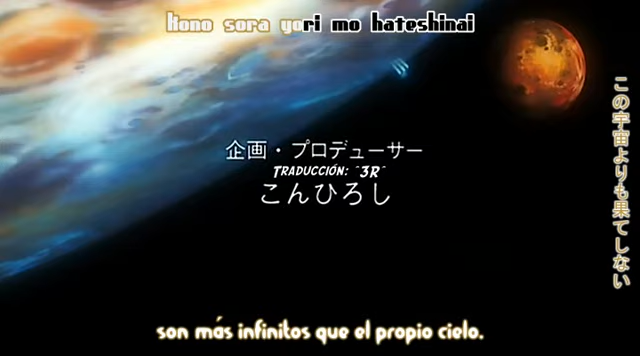 kono sora yori mo hateshinai
企画・プロデューサー
Traducción: "3R"
こんひろし
この宇宙よりも果てしない
son más infinitos que el propio cielo.